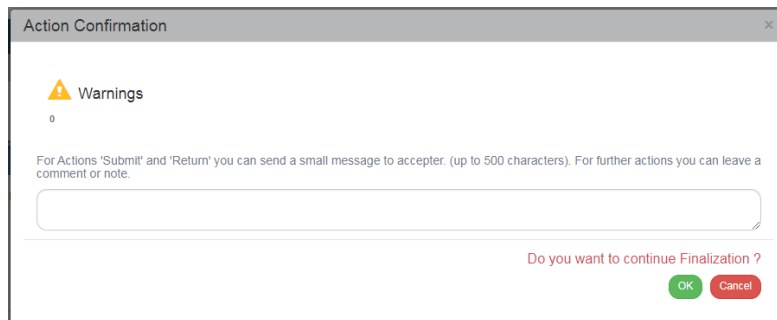 Action Confirmation ×
Warnings
0
For Actions 'Submit' and 'Return' you can send a small message to accepter. (up to 500 characters). For further actions you can leave a
comment or note.
Do you want to continue Finalization ?
OK Cancel